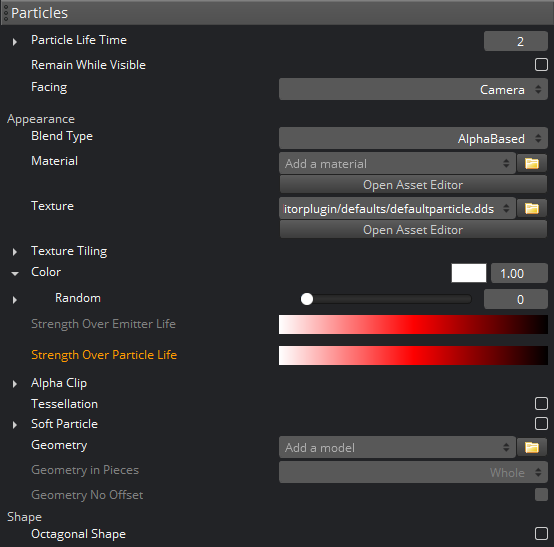 Particles
Particle Life Time 2
Remain While Visible
Facing Camera
Appearance
Blend Type AlphaBased
Material Add a material
Open Asset Editor
Texture itorplugin/defaults/defaultparticle.dds
Open Asset Editor
Texture Tiling
Color 1.00
Random 0
Strength Over Emitter Life
Strength Over Particle Life
Alpha Clip
Tessellation
Soft Particle
Geometry Add a model
Geometry in Pieces Whole
Geometry No Offset
Shape
Octagonal Shape